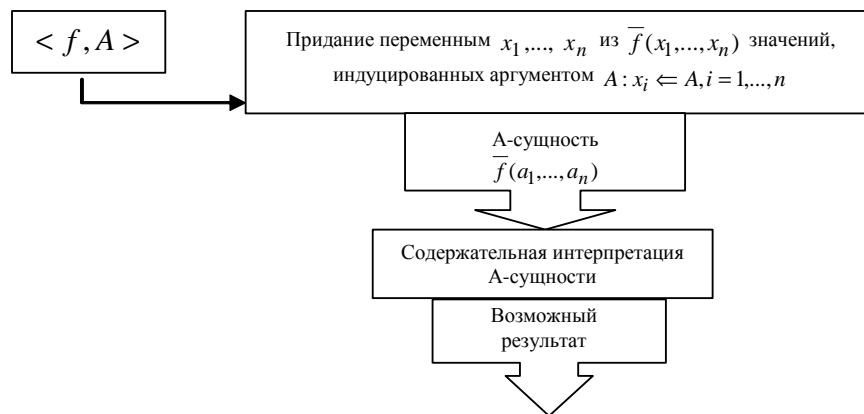 < f , A >
Придание переменным x₁,..., xₙ из f̅(x₁,...,xₙ) значений,
индуцированных аргументом A : xᵢ ⇐ A, i = 1,...,n
А-сущность
f̅(a₁,...,aₙ)
Содержательная интерпретация
А-сущности
Возможный
результат